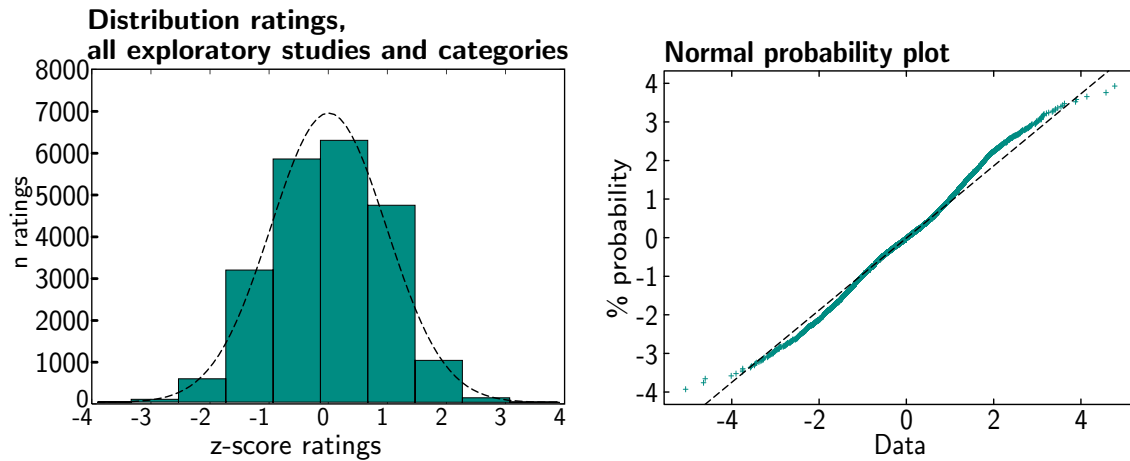 Distribution ratings,
all exploratory studies and categories
8000
7000
6000
5000
4000
3000
2000
1000
0
n ratings
-4 -3 -2 -1 0 1 2 3 4
z-score ratings
Normal probability plot
4
3
2
1
0
-1
-2
-3
-4
% probability
-4 -2 0 2 4
Data